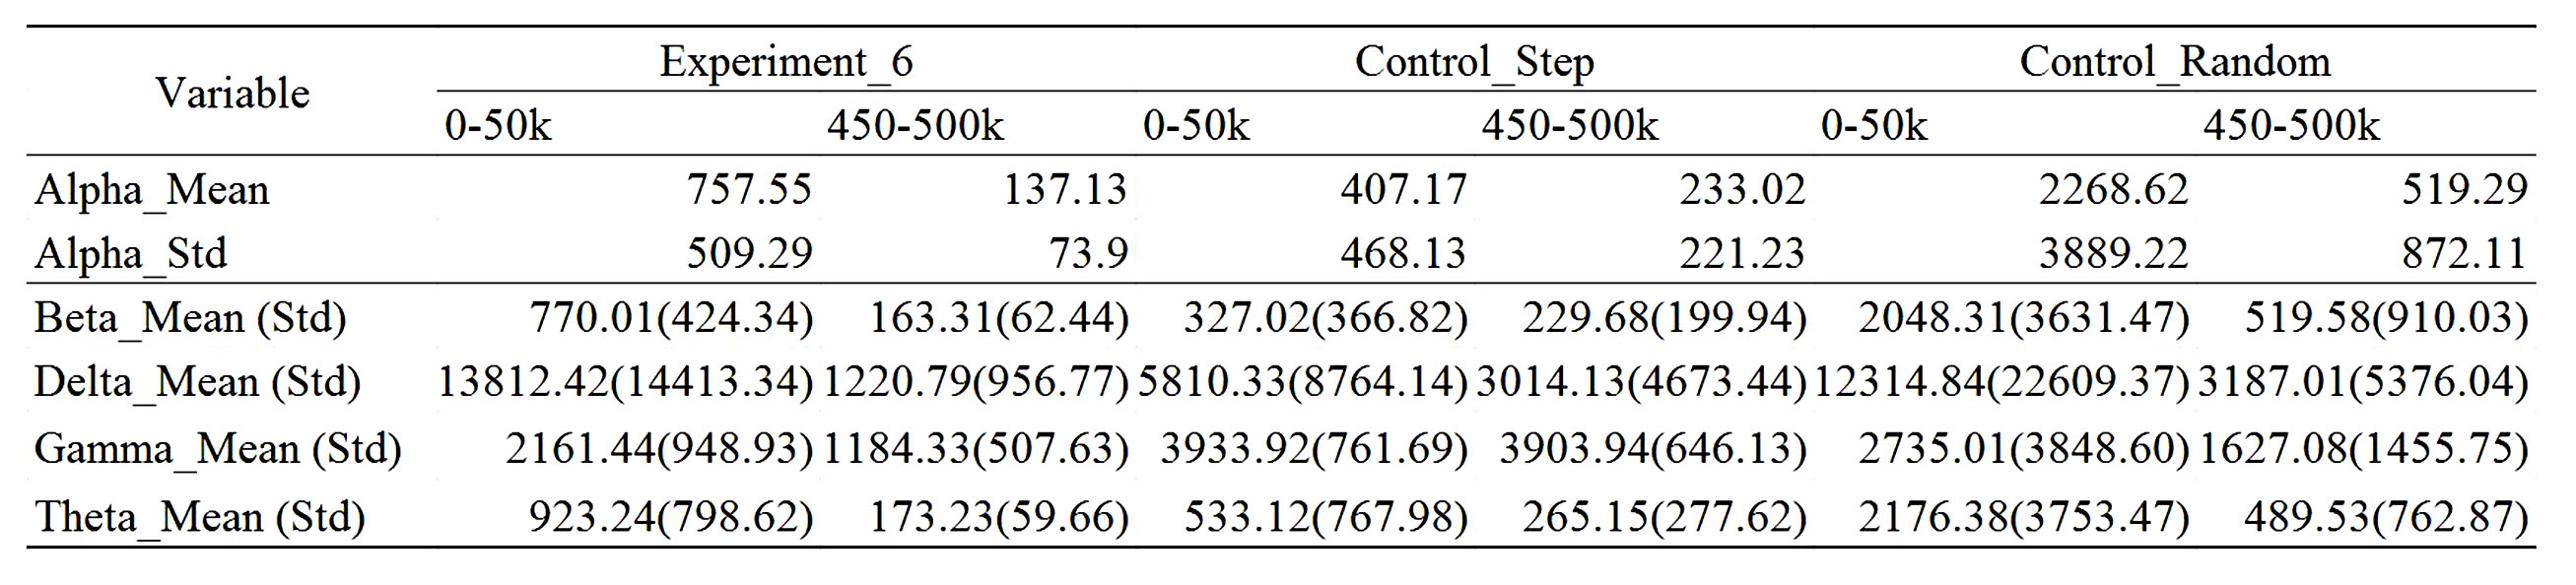 Variable Experiment_6 Control_Step Control_Random
0-50k 450-500k 0-50k 450-500k 0-50k 450-500k
Alpha_Mean 757.55 137.13 407.17 233.02 2268.62 519.29
Alpha_Std 509.29 73.9 468.13 221.23 3889.22 872.11
Beta_Mean (Std) 770.01(424.34) 163.31(62.44) 327.02(366.82) 229.68(199.94) 2048.31(3631.47) 519.58(910.03)
Delta_Mean (Std) 13812.42(14413.34) 1220.79(956.77) 5810.33(8764.14) 3014.13(4673.44) 12314.84(22609.37) 3187.01(5376.04)
Gamma_Mean (Std) 2161.44(948.93) 1184.33(507.63) 3933.92(761.69) 3903.94(646.13) 2735.01(3848.60) 1627.08(1455.75)
Theta_Mean (Std) 923.24(798.62) 173.23(59.66) 533.12(767.98) 265.15(277.62) 2176.38(3753.47) 489.53(762.87)